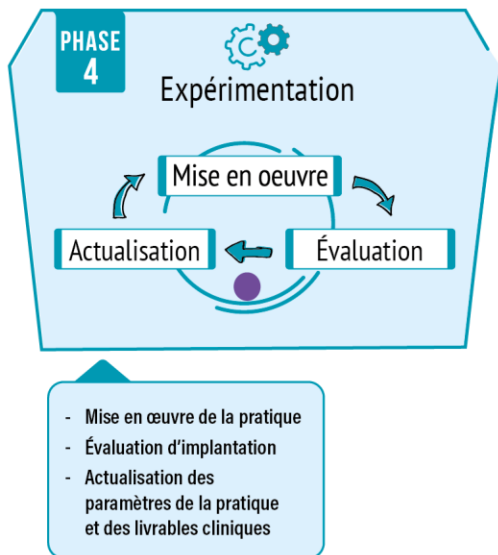 PHASE
4
Expérimentation
Mise en oeuvre
Actualisation
Évaluation
- Mise en œuvre de la pratique
- Évaluation d’implantation
- Actualisation des
paramètres de la pratique
et des livrables cliniques